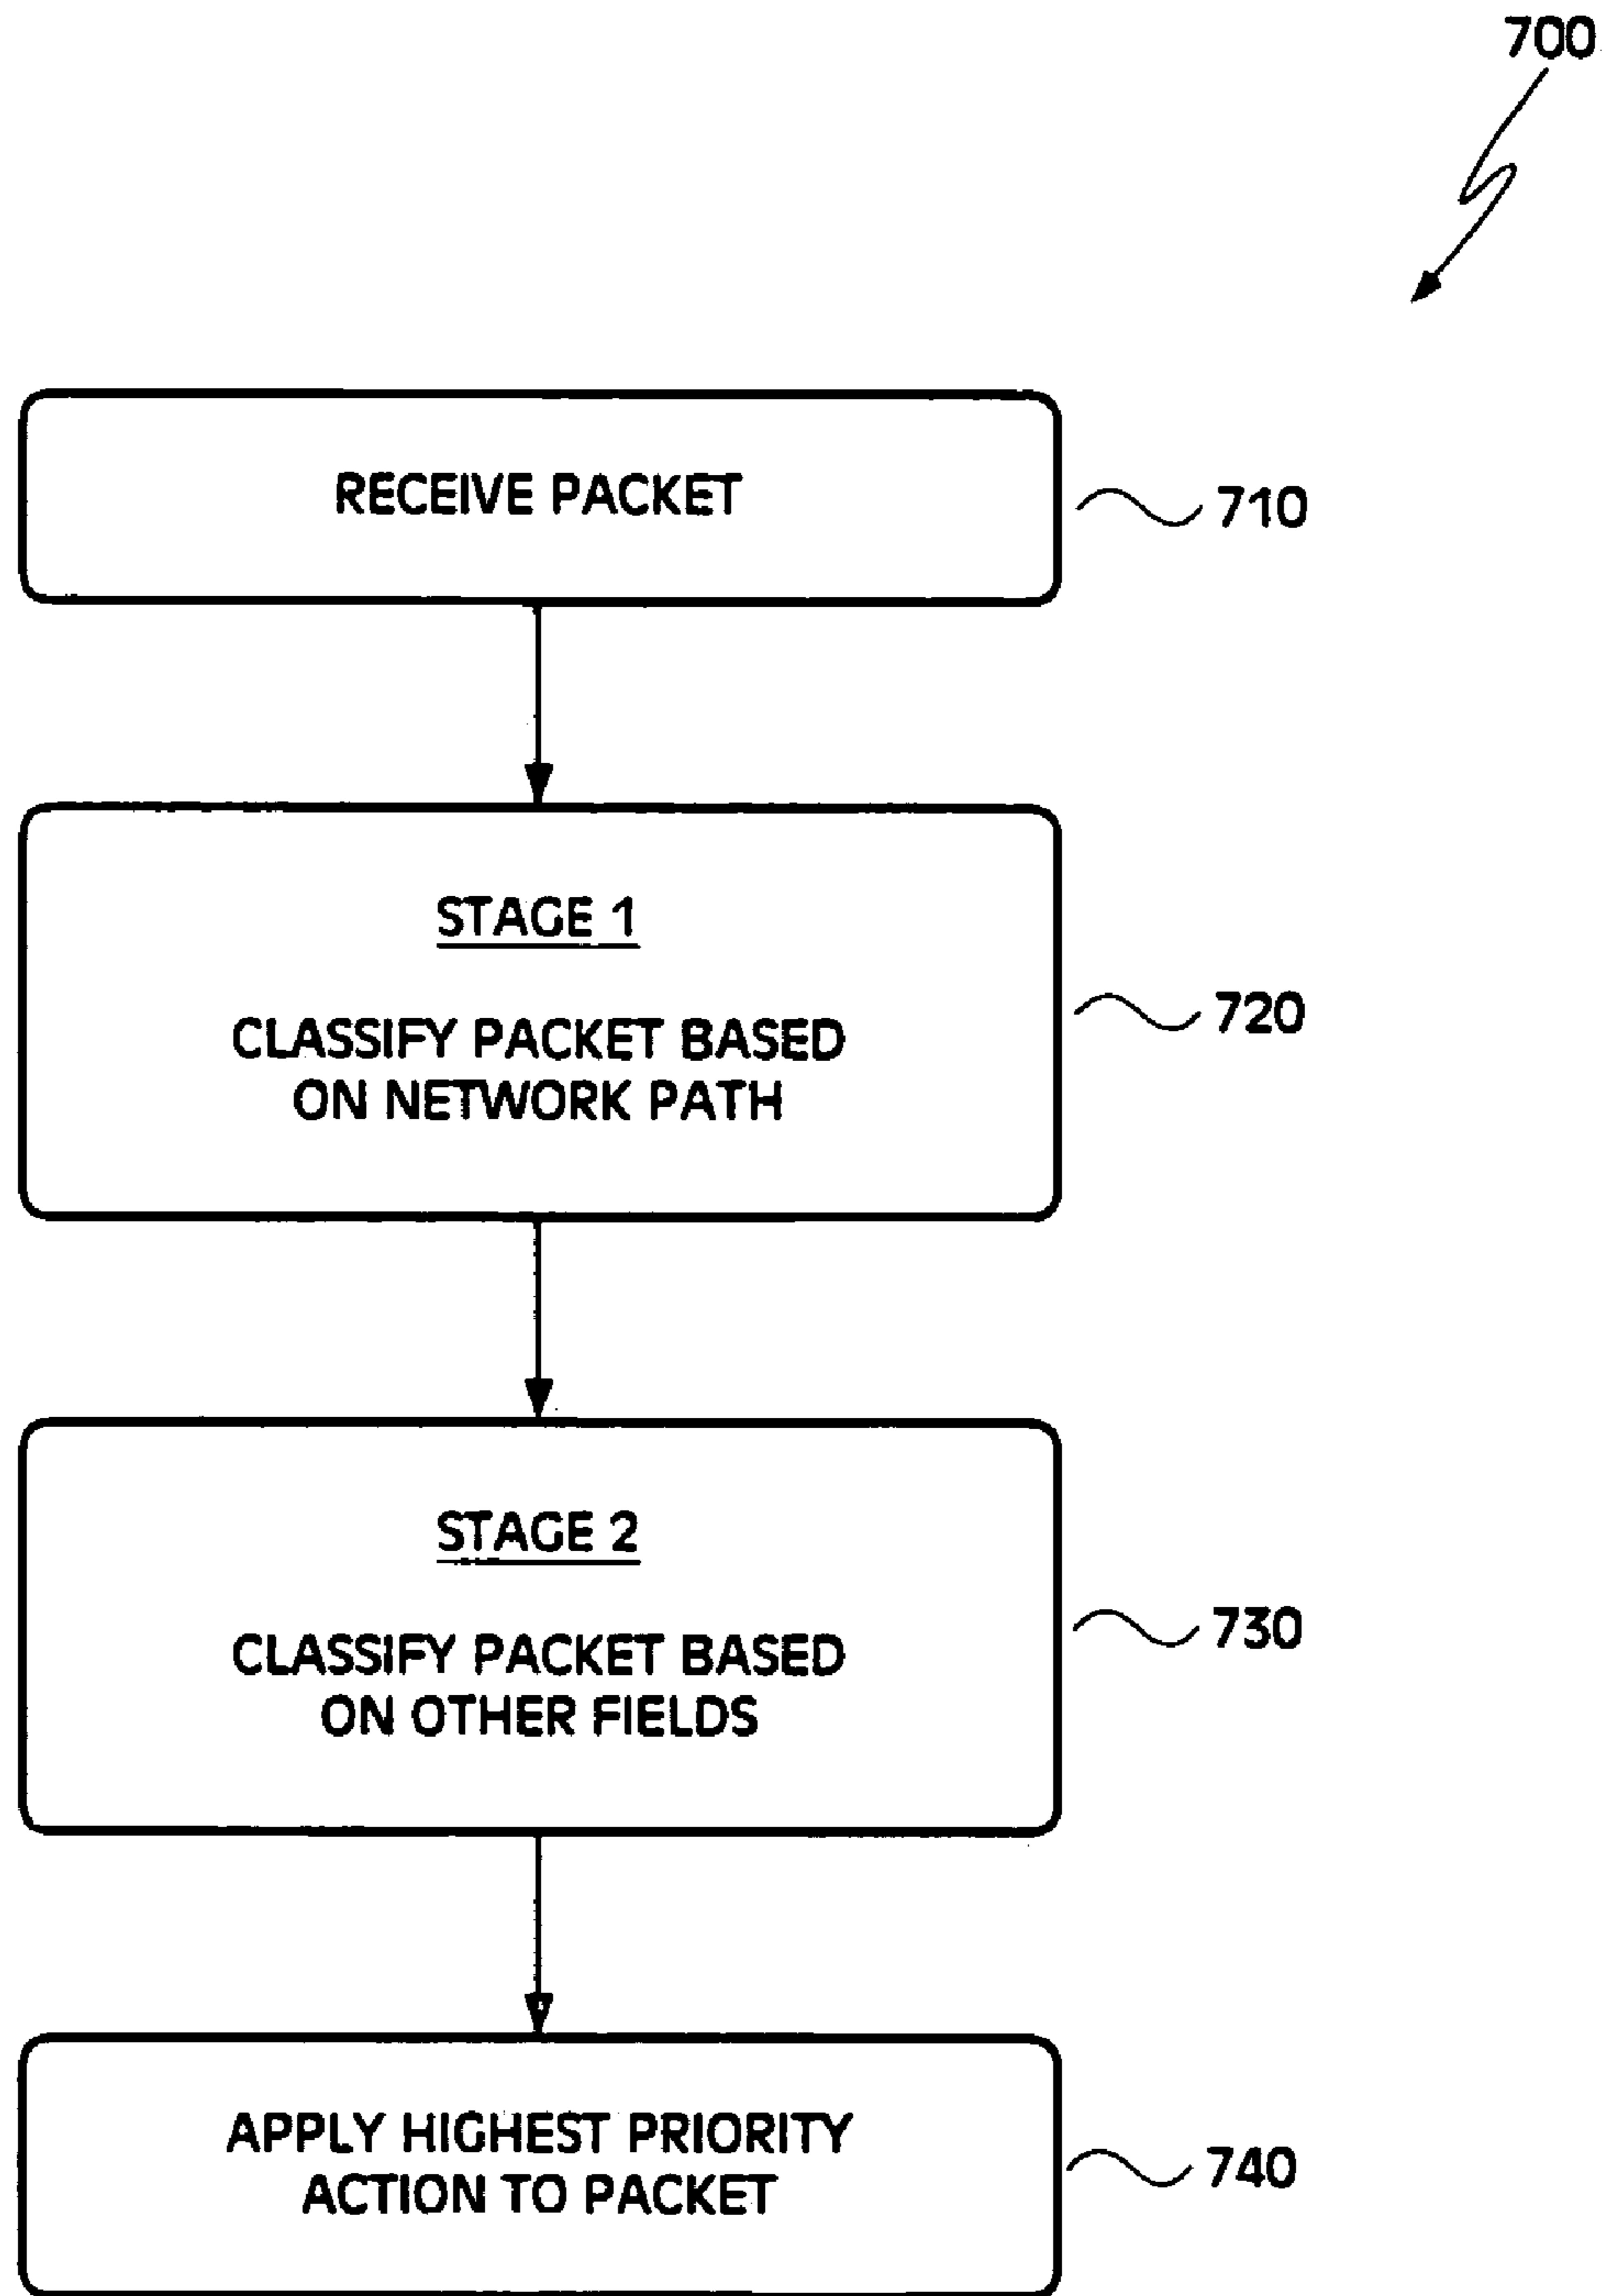 700
RECEIVE PACKET
710
STAGE 1
CLASSIFY PACKET BASED
ON NETWORK PATH
720
STAGE 2
CLASSIFY PACKET BASED
ON OTHER FIELDS
730
APPLY HIGHEST PRIORITY
ACTION TO PACKET
740